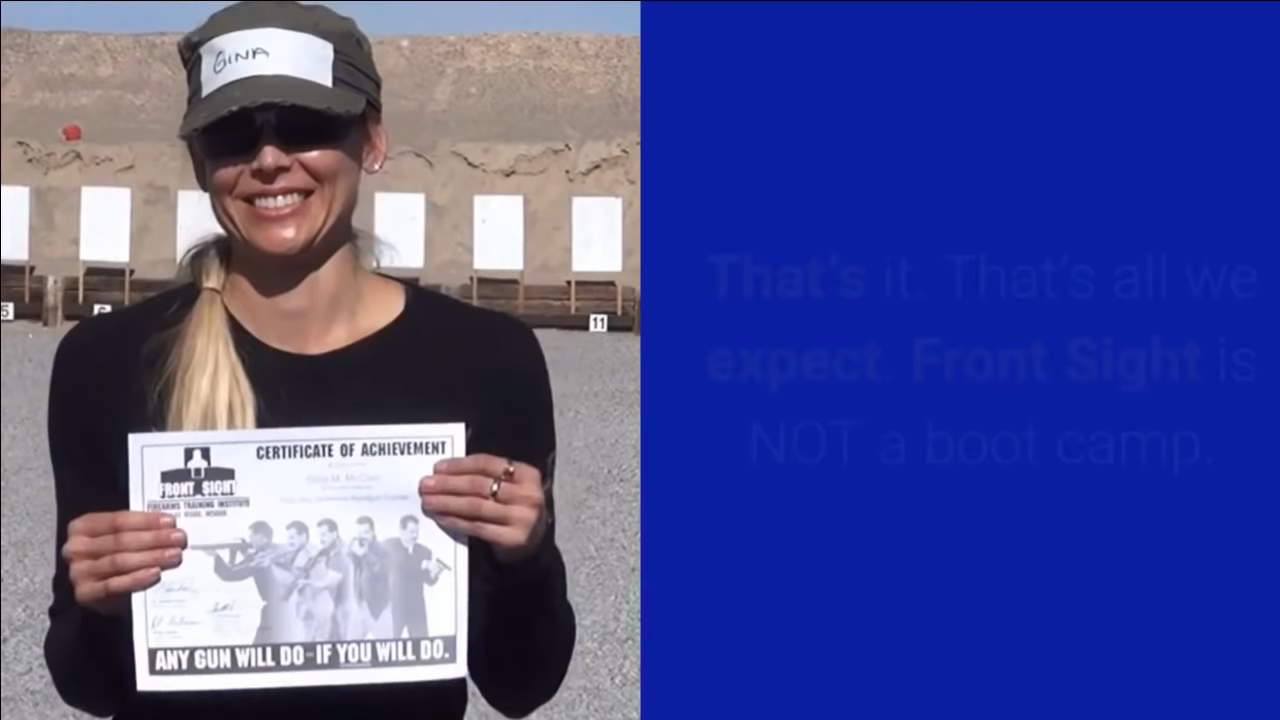 GINA
5
6
11
CERTIFICATE OF ACHIEVEMENT
FRONT SIGHT
FIREARMS TRAINING INSTITUTE
ANY GUN WILL DO - IF YOU WILL DO.
That's it. That's all we
expect. Front Sight is
NOT a boot camp.